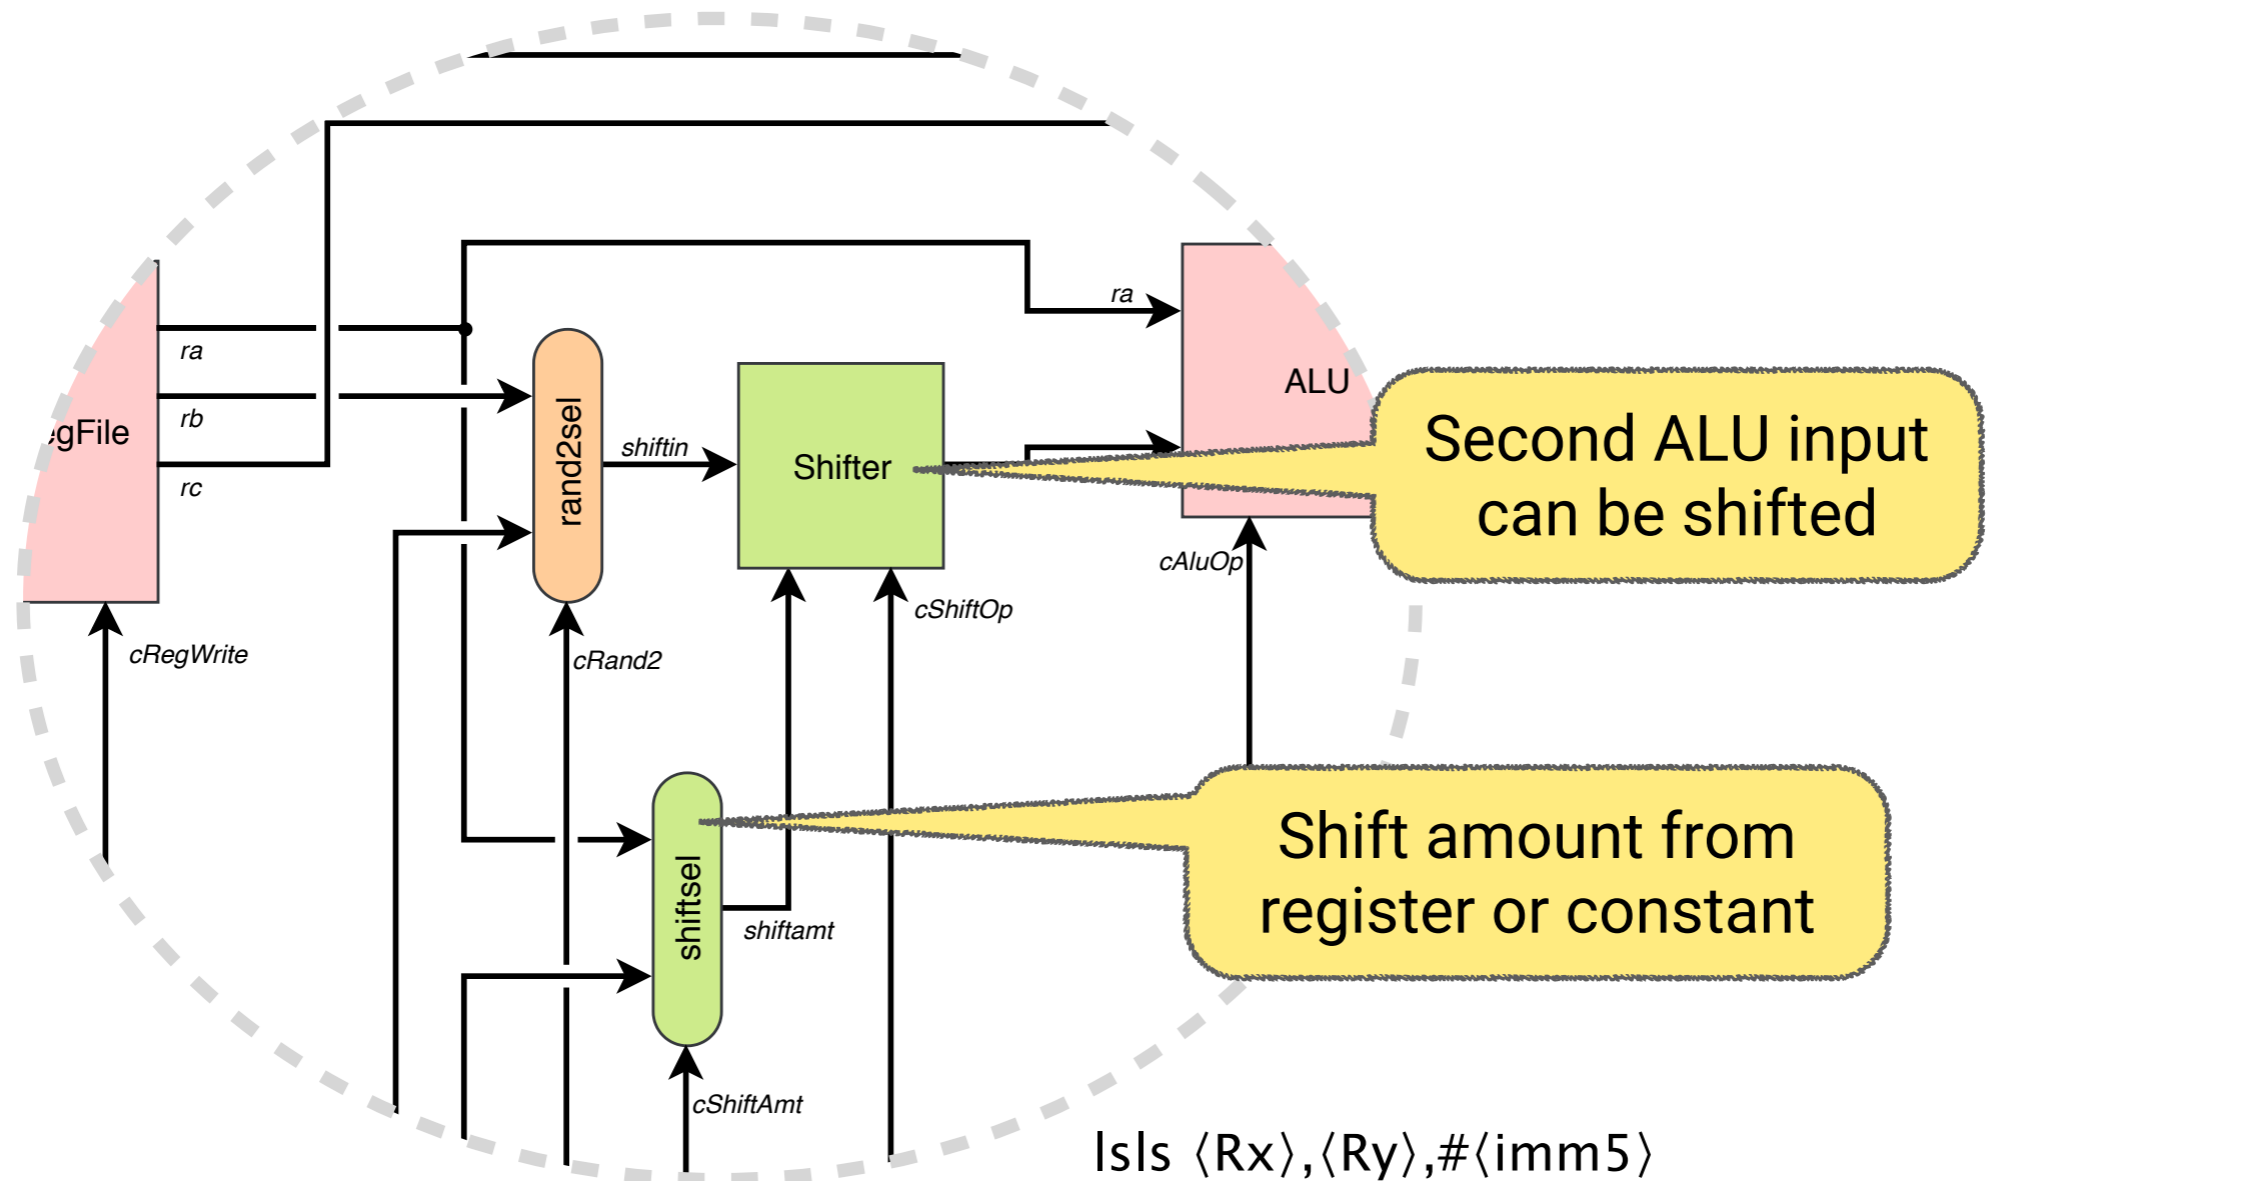 ra
ra
ALU
Second ALU input
can be shifted
rb
egFile
rand2sel
shiftin
Shifter
rc
cAluOp
cShiftOp
cRegWrite
cRand2
Shift amount from
register or constant
shiftsel
shiftamt
cShiftAmt
lsls ⟨Rx⟩,⟨Ry⟩,#⟨imm5⟩